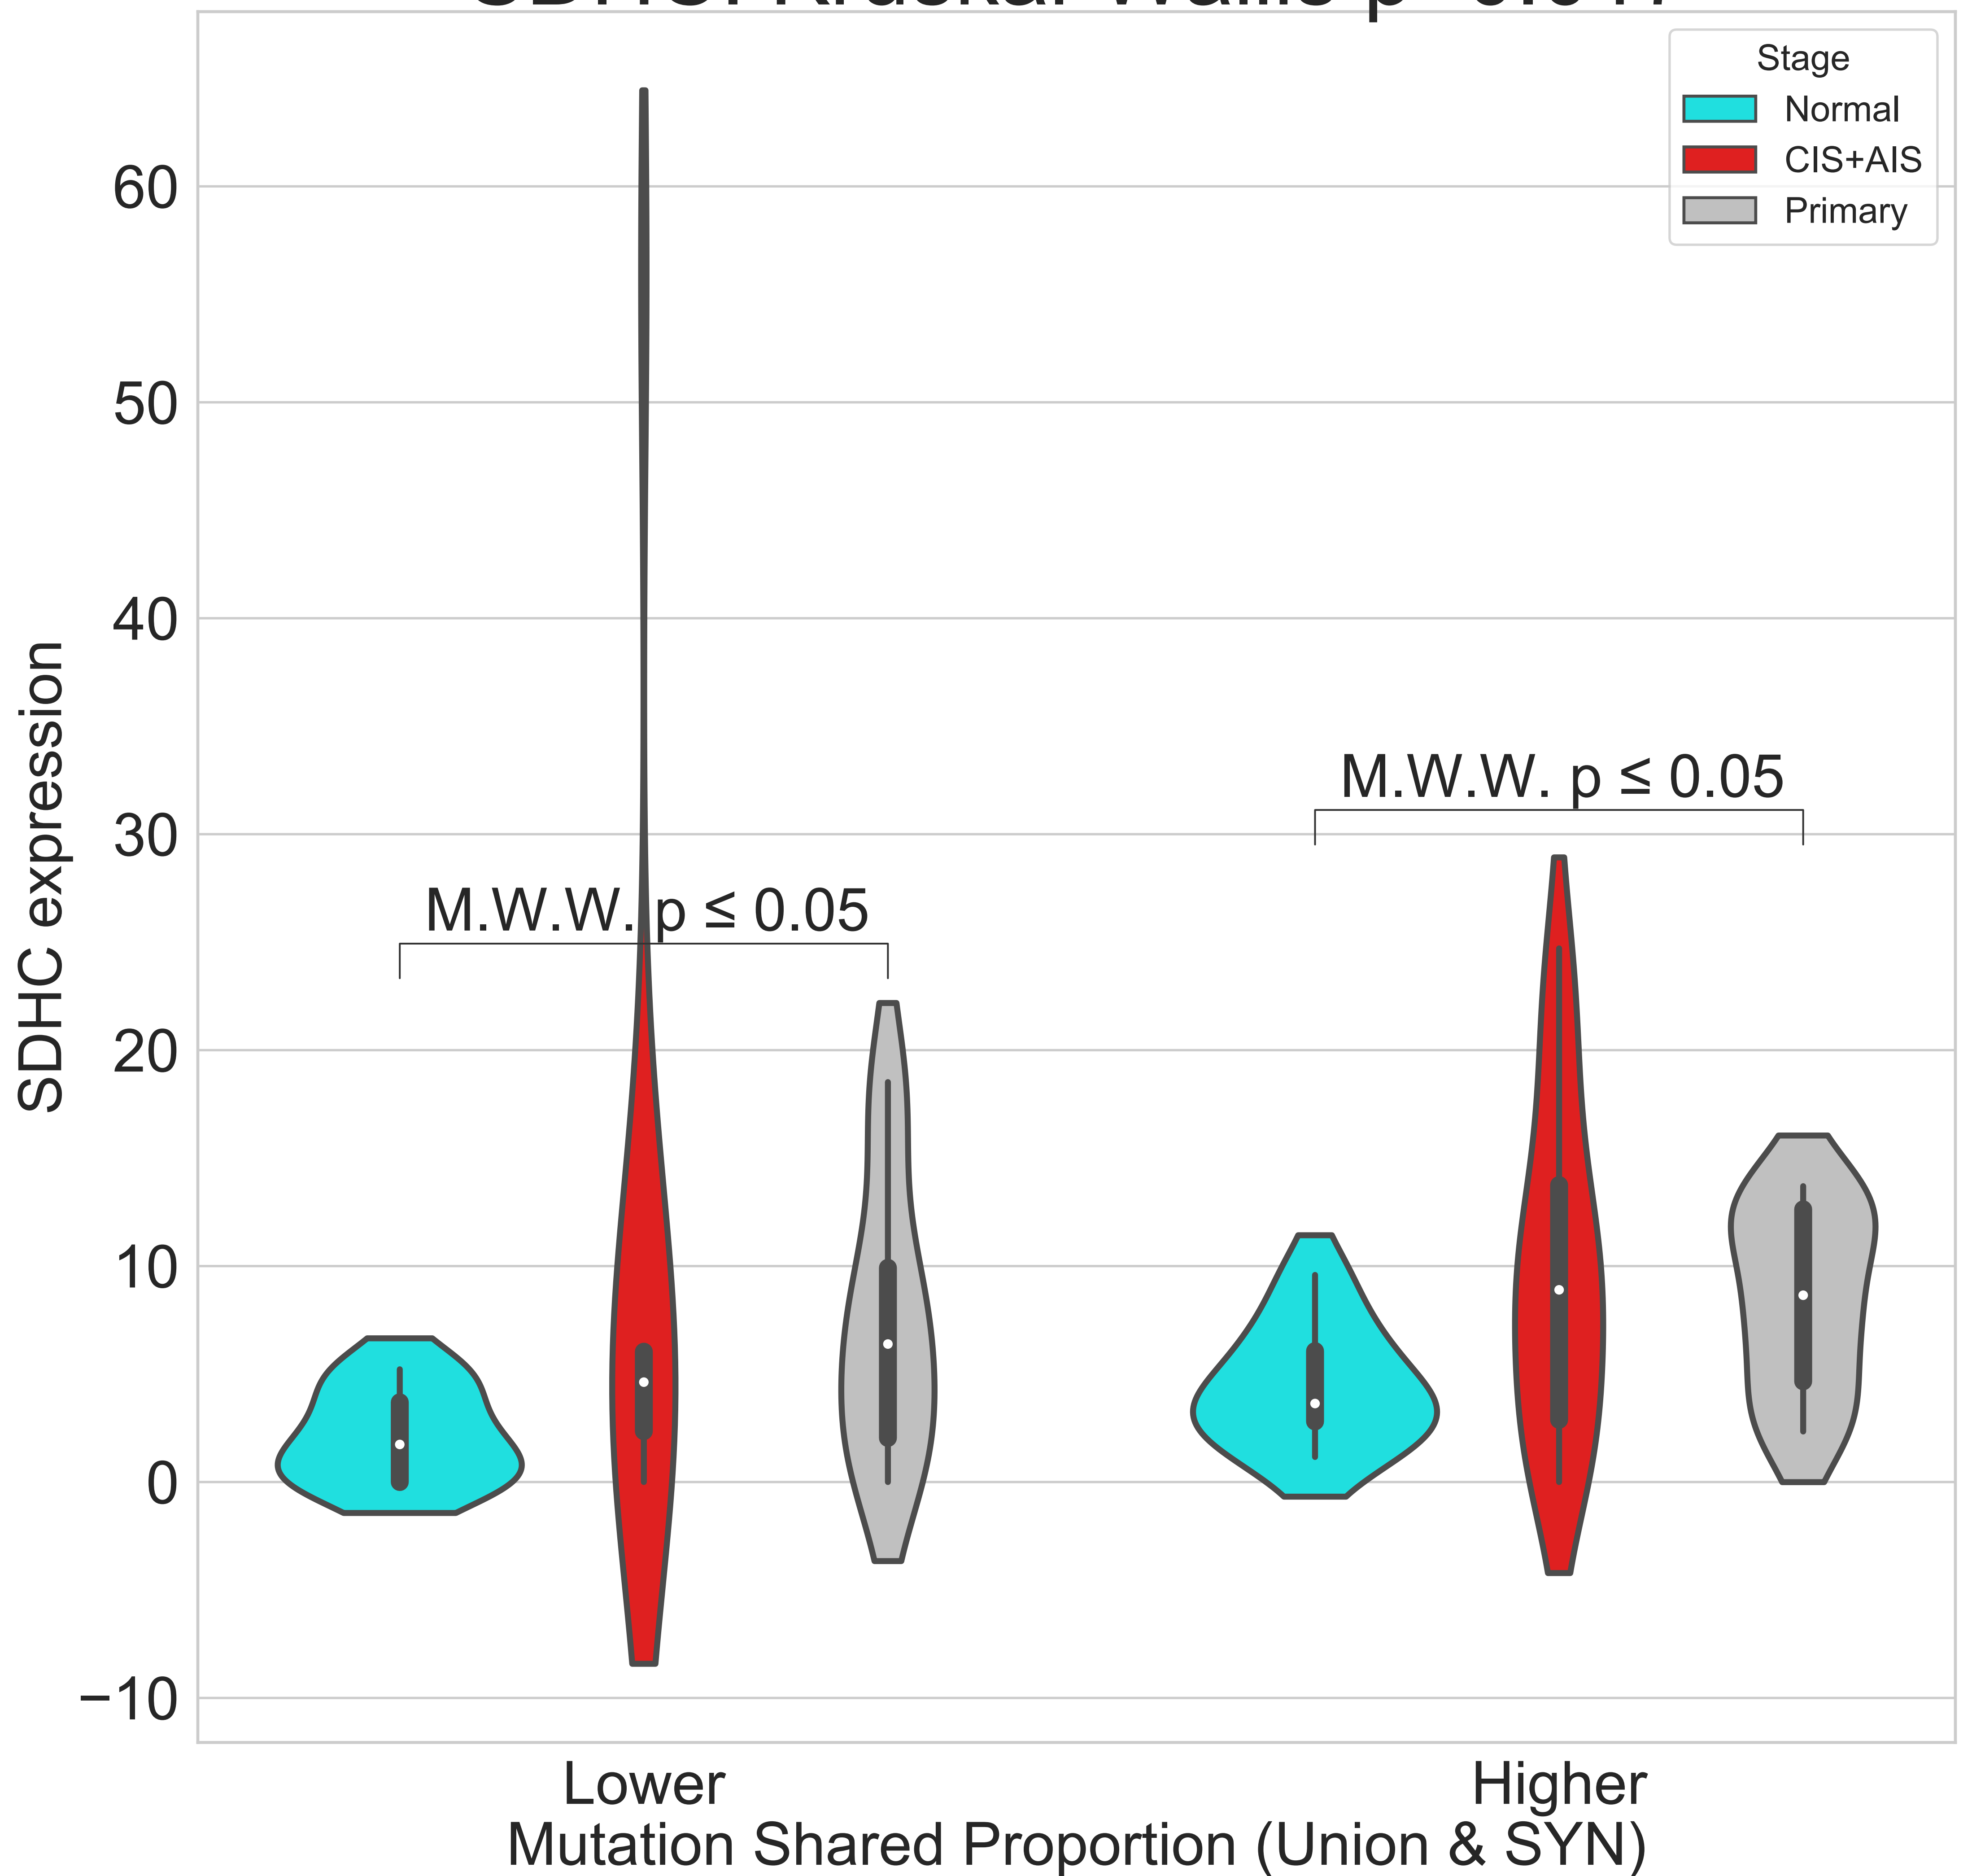 Stage
Normal
CIS+AIS
Primary
60
50
40
30
20
10
0
−10
SDHC expression
M.W.W. p ≤ 0.05
M.W.W. p ≤ 0.05
Lower
Higher
Mutation Shared Proportion (Union & SYN)